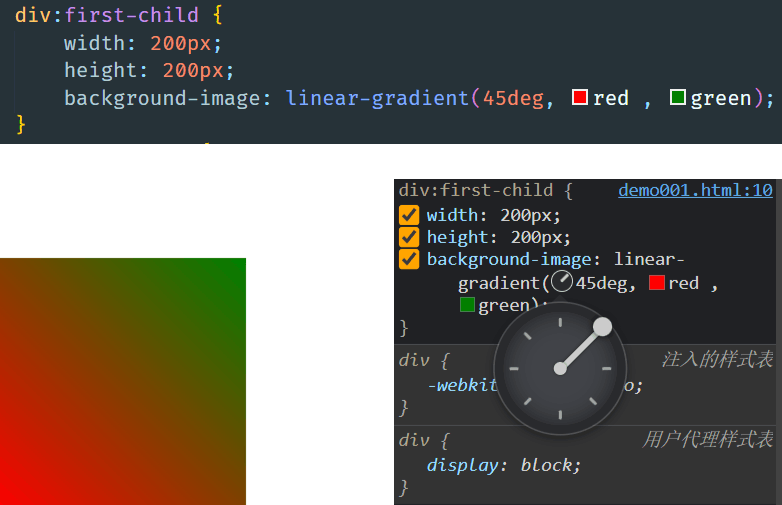 div:first-child {
width: 200px;
height: 200px;
background-image: linear-gradient(45deg, red , green);
}
div:first-child { demo001.html:10
width: 200px;
height: 200px;
background-image: linear-
gradient(45deg, red ,
green);
}
div { 注入的样式表
-webkit o;
}
div { 用户代理样式表
display: block;
}